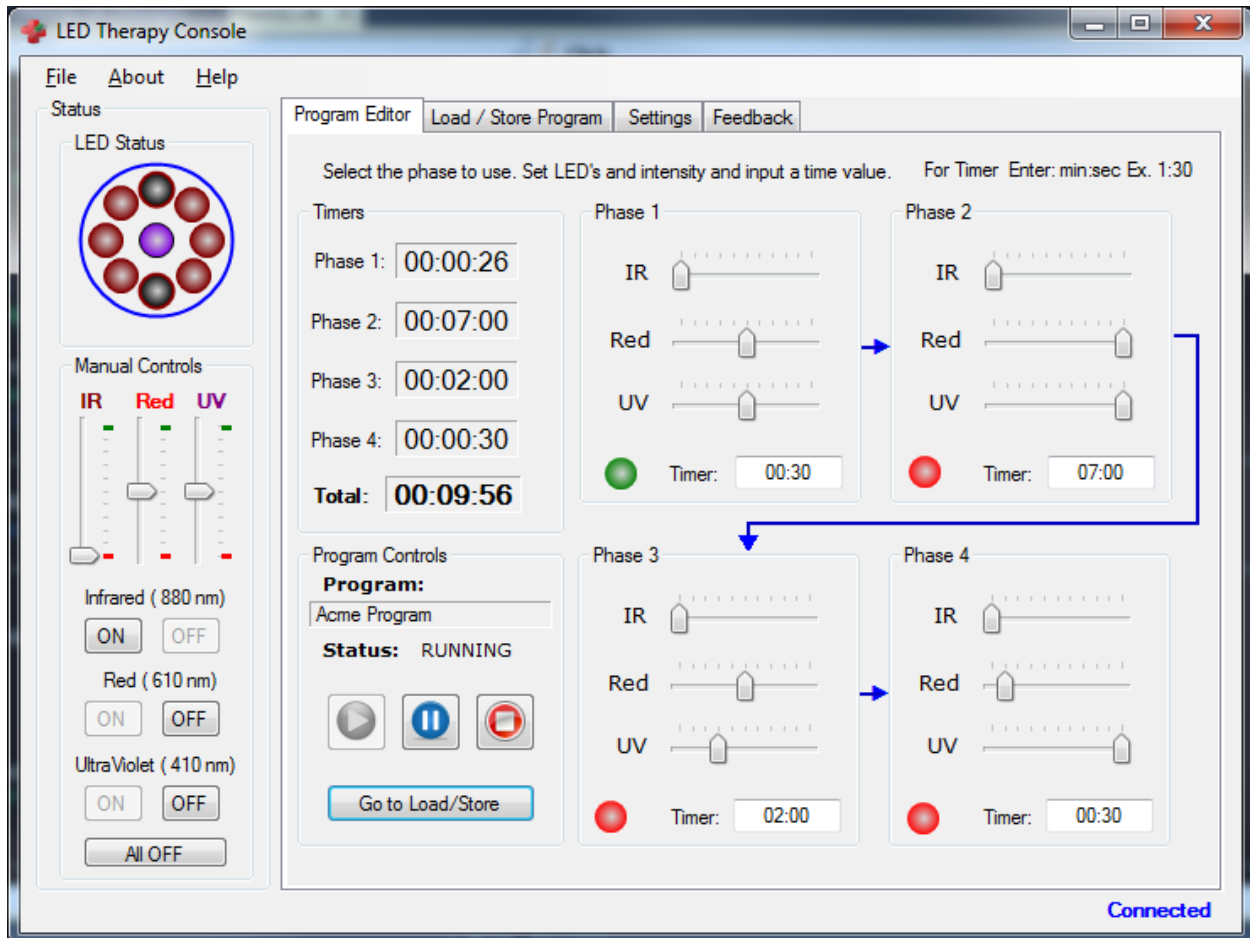 LED Therapy Console
File About Help
Status
LED Status
Manual Controls
IR Red UV
Infrared ( 880 nm)
ON OFF
Red ( 610 nm)
ON OFF
UltraViolet ( 410 nm)
ON OFF
All OFF
Program Editor Load / Store Program Settings Feedback
Select the phase to use. Set LED's and intensity and input a time value. For Timer Enter: min:sec Ex. 1:30
Timers
Phase 1: 00:00:26
Phase 2: 00:07:00
Phase 3: 00:02:00
Phase 4: 00:00:30
Total: 00:09:56
Phase 1
IR
Red
UV
Timer: 00:30
Phase 2
IR
Red
UV
Timer: 07:00
Program Controls
Program:
Acme Program
Status: RUNNING
Go to Load/Store
Phase 3
IR
Red
UV
Timer: 02:00
Phase 4
IR
Red
UV
Timer: 00:30
Connected